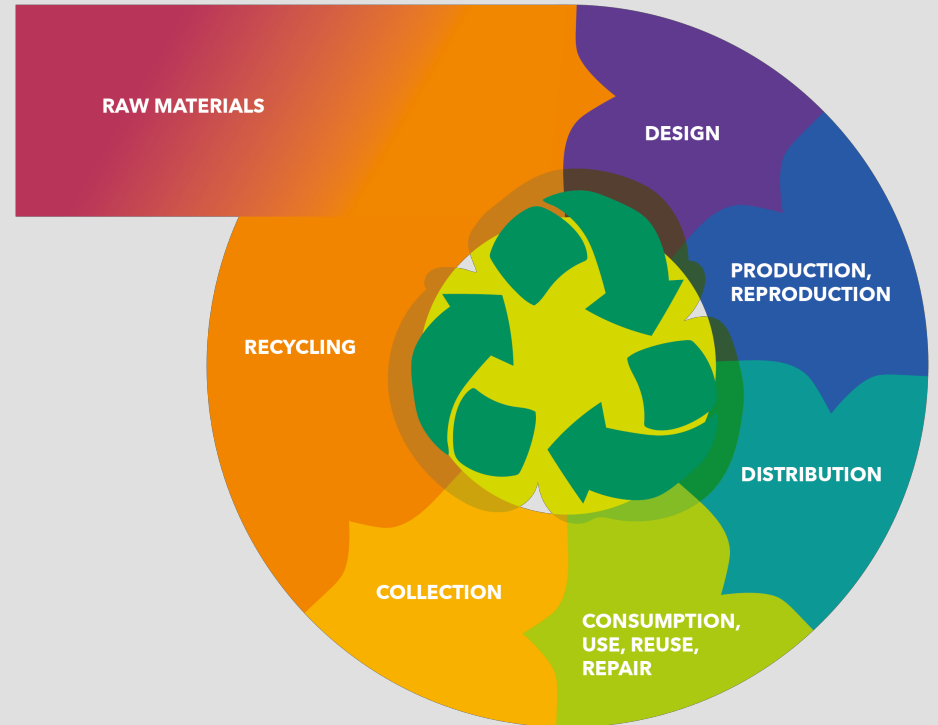 RAW MATERIALS
DESIGN
PRODUCTION,
REPRODUCTION
RECYCLING
DISTRIBUTION
COLLECTION
CONSUMPTION,
USE, REUSE,
REPAIR